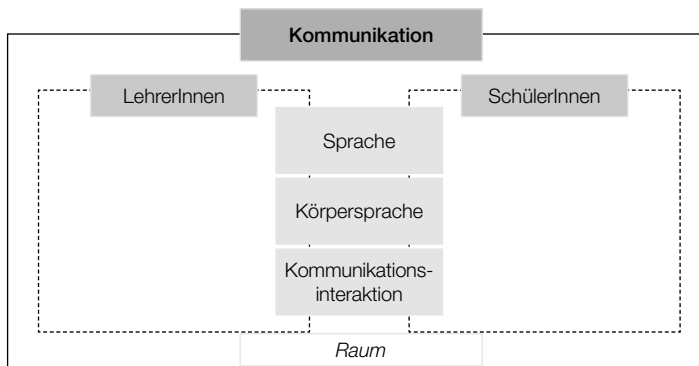 Kommunikation
LehrerInnen
SchülerInnen
Sprache
Körpersprache
Kommunikations-
interaktion
Raum